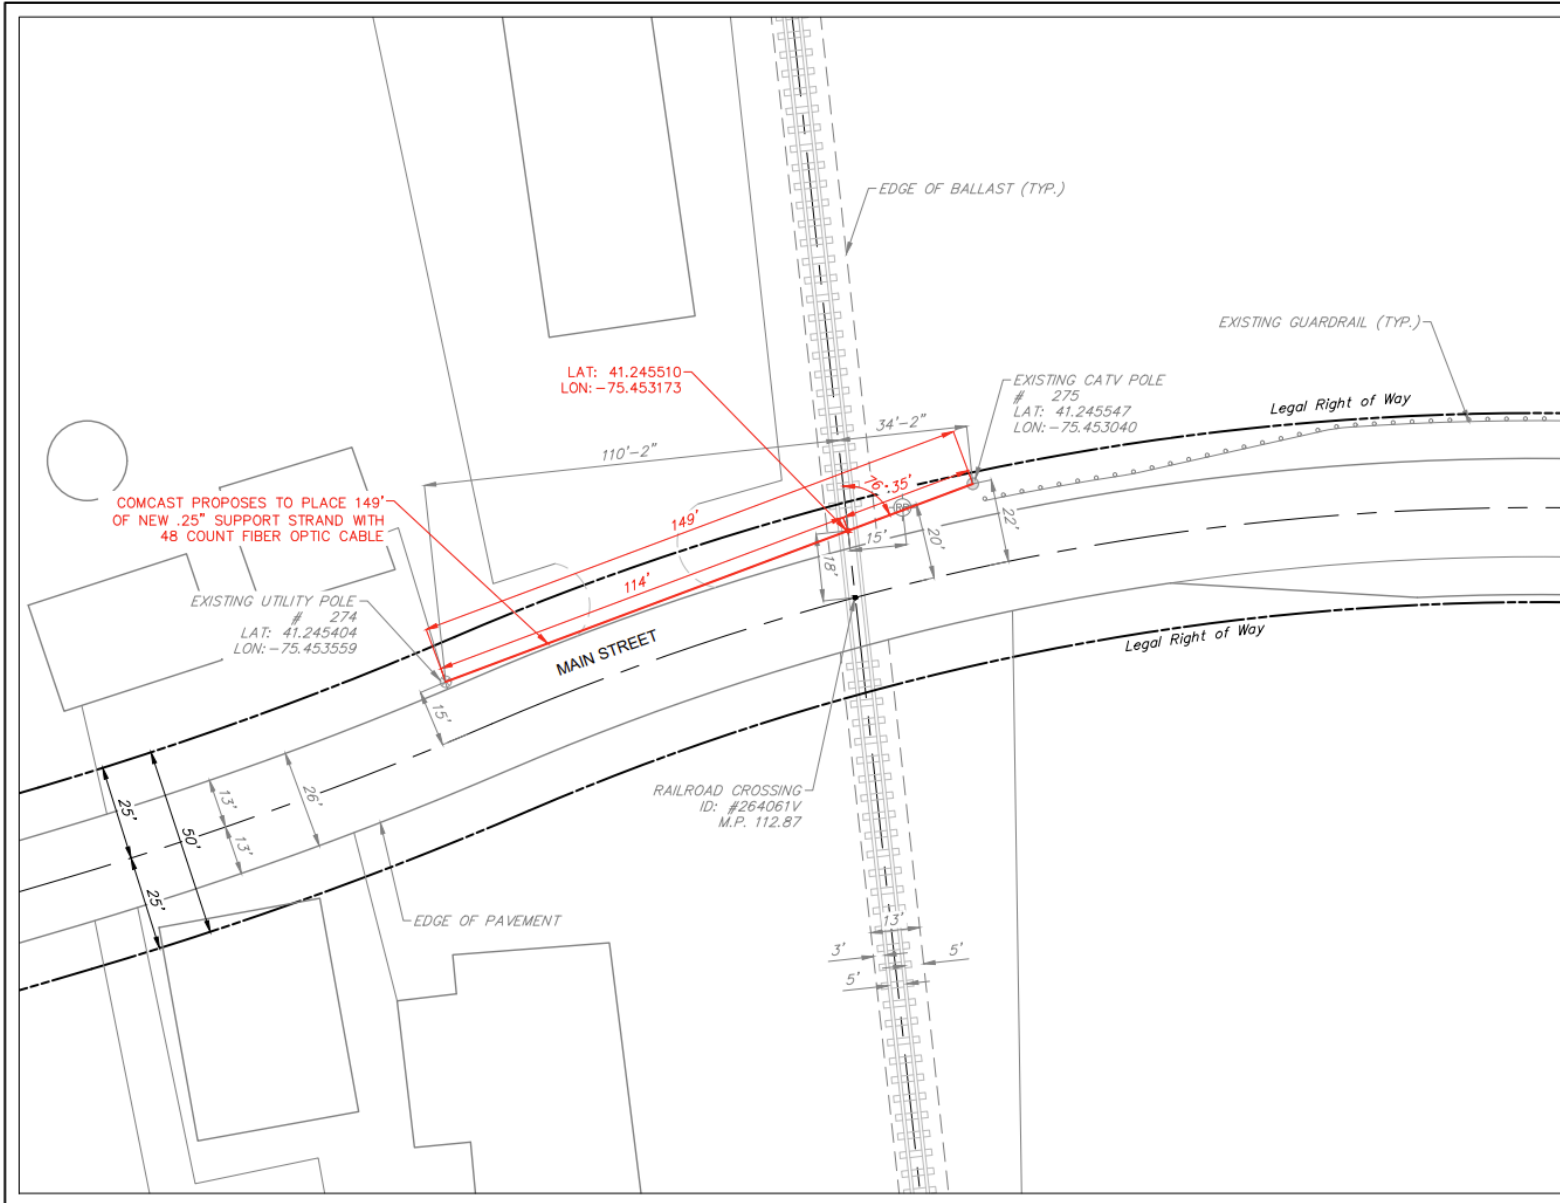 EDGE OF BALLAST (TYP.)
EXISTING GUARDRAIL (TYP.)
LAT: 41.245510
LON:-75.453173
EXISTING CATV POLE
# 275
LAT: 41.245547
LON:-75.453040
Legal Right of Way
34'-2"
110'-2"
76°
35'
RR
149'
15'
20'
22'
18'
114'
COMCAST PROPOSES TO PLACE 149'
OF NEW .25" SUPPORT STRAND WITH
48 COUNT FIBER OPTIC CABLE
EXISTING UTILITY POLE
# 274
LAT: 41.245404
LON:-75.453559
MAIN STREET
Legal Right of Way
15'
RAILROAD CROSSING
ID: #264061V
M.P. 112.87
25'
50'
25'
13'
13'
26'
EDGE OF PAVEMENT
13'
3'
5'
5'